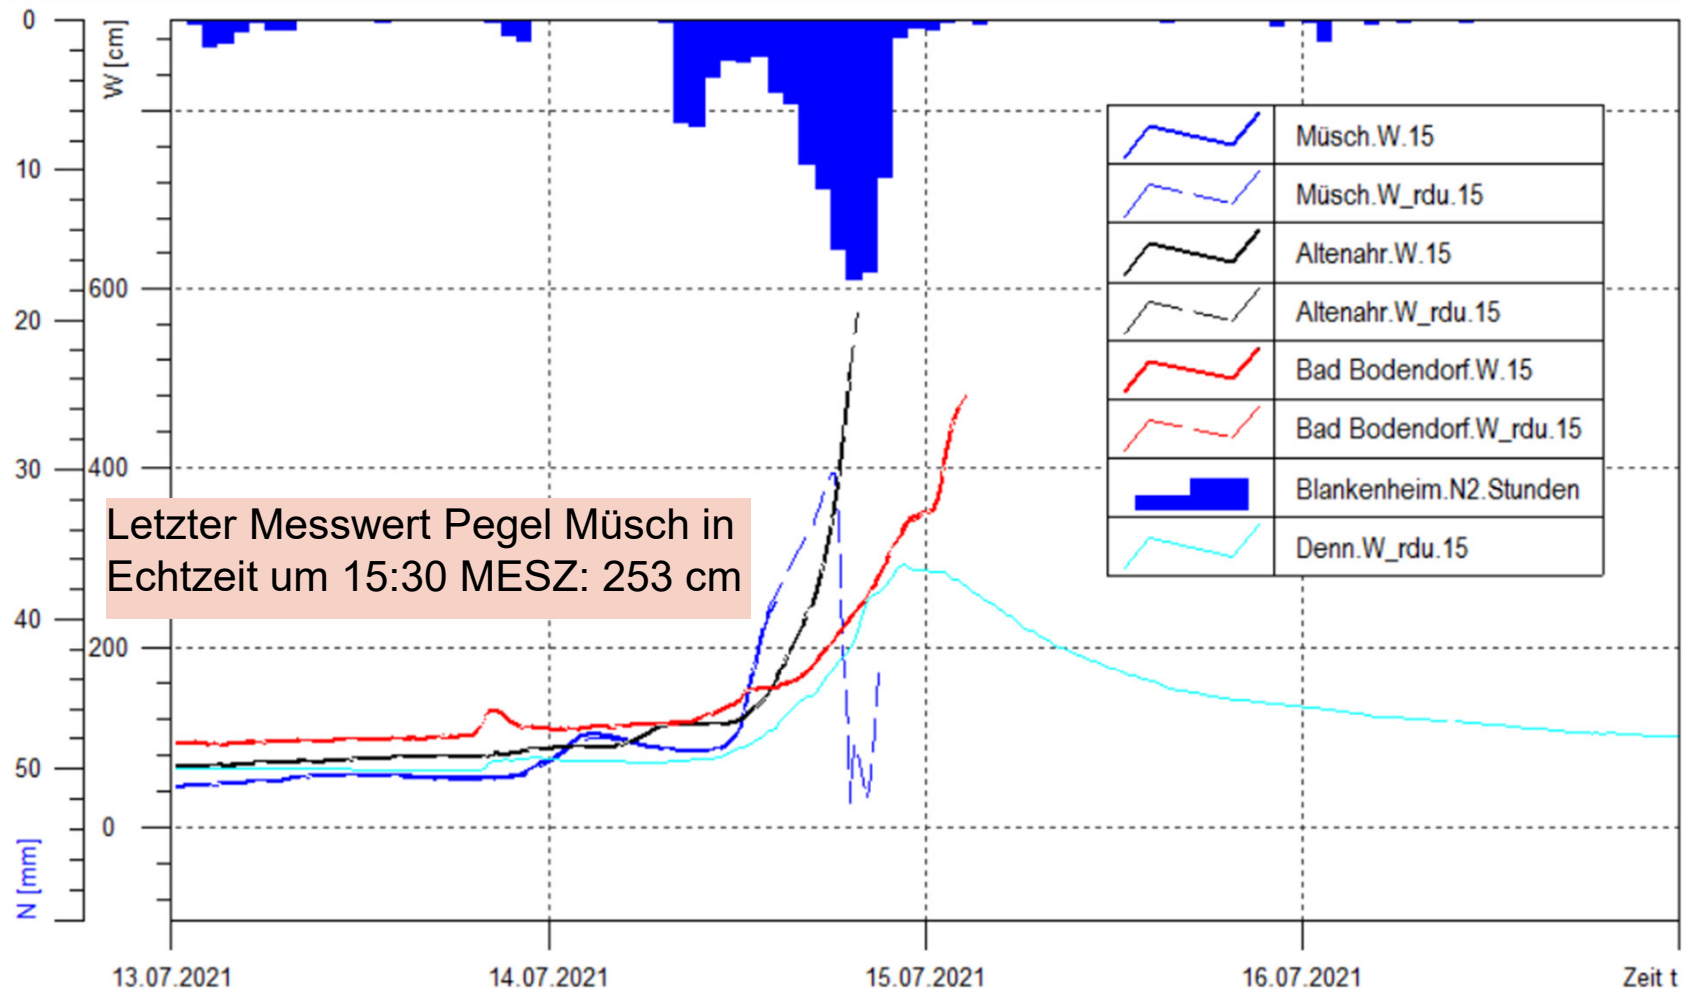 0
10
20
30
40
50
N [mm]
W [cm]
600
400
200
0
Müsch.W.15
Müsch.W_rdu.15
Altenahr.W.15
Altenahr.W_rdu.15
Bad Bodendorf.W.15
Bad Bodendorf.W_rdu.15
Blankenheim.N2.Stunden
Denn.W_rdu.15
Letzter Messwert Pegel Müsch in
Echtzeit um 15:30 MESZ: 253 cm
13.07.2021 14.07.2021 15.07.2021 16.07.2021 Zeit t